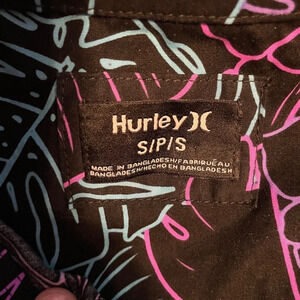 Hurley
S/P/S
MADE IN BANGLADESH/FABRIQUÉ AU
BANGLADESH/HECHO EN BANGLADESH